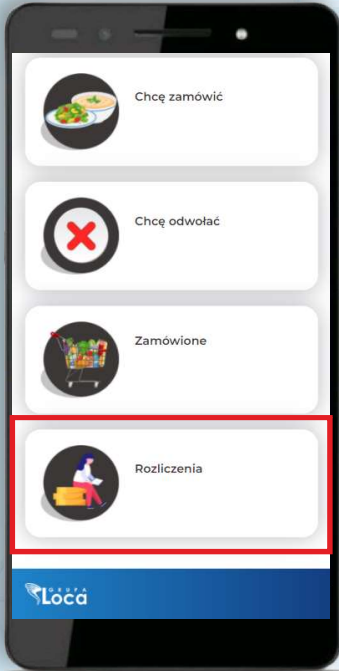 Chcę zamówić
Chcę odwołać
Zamówione
Rozliczenia
GRUPA
Loca